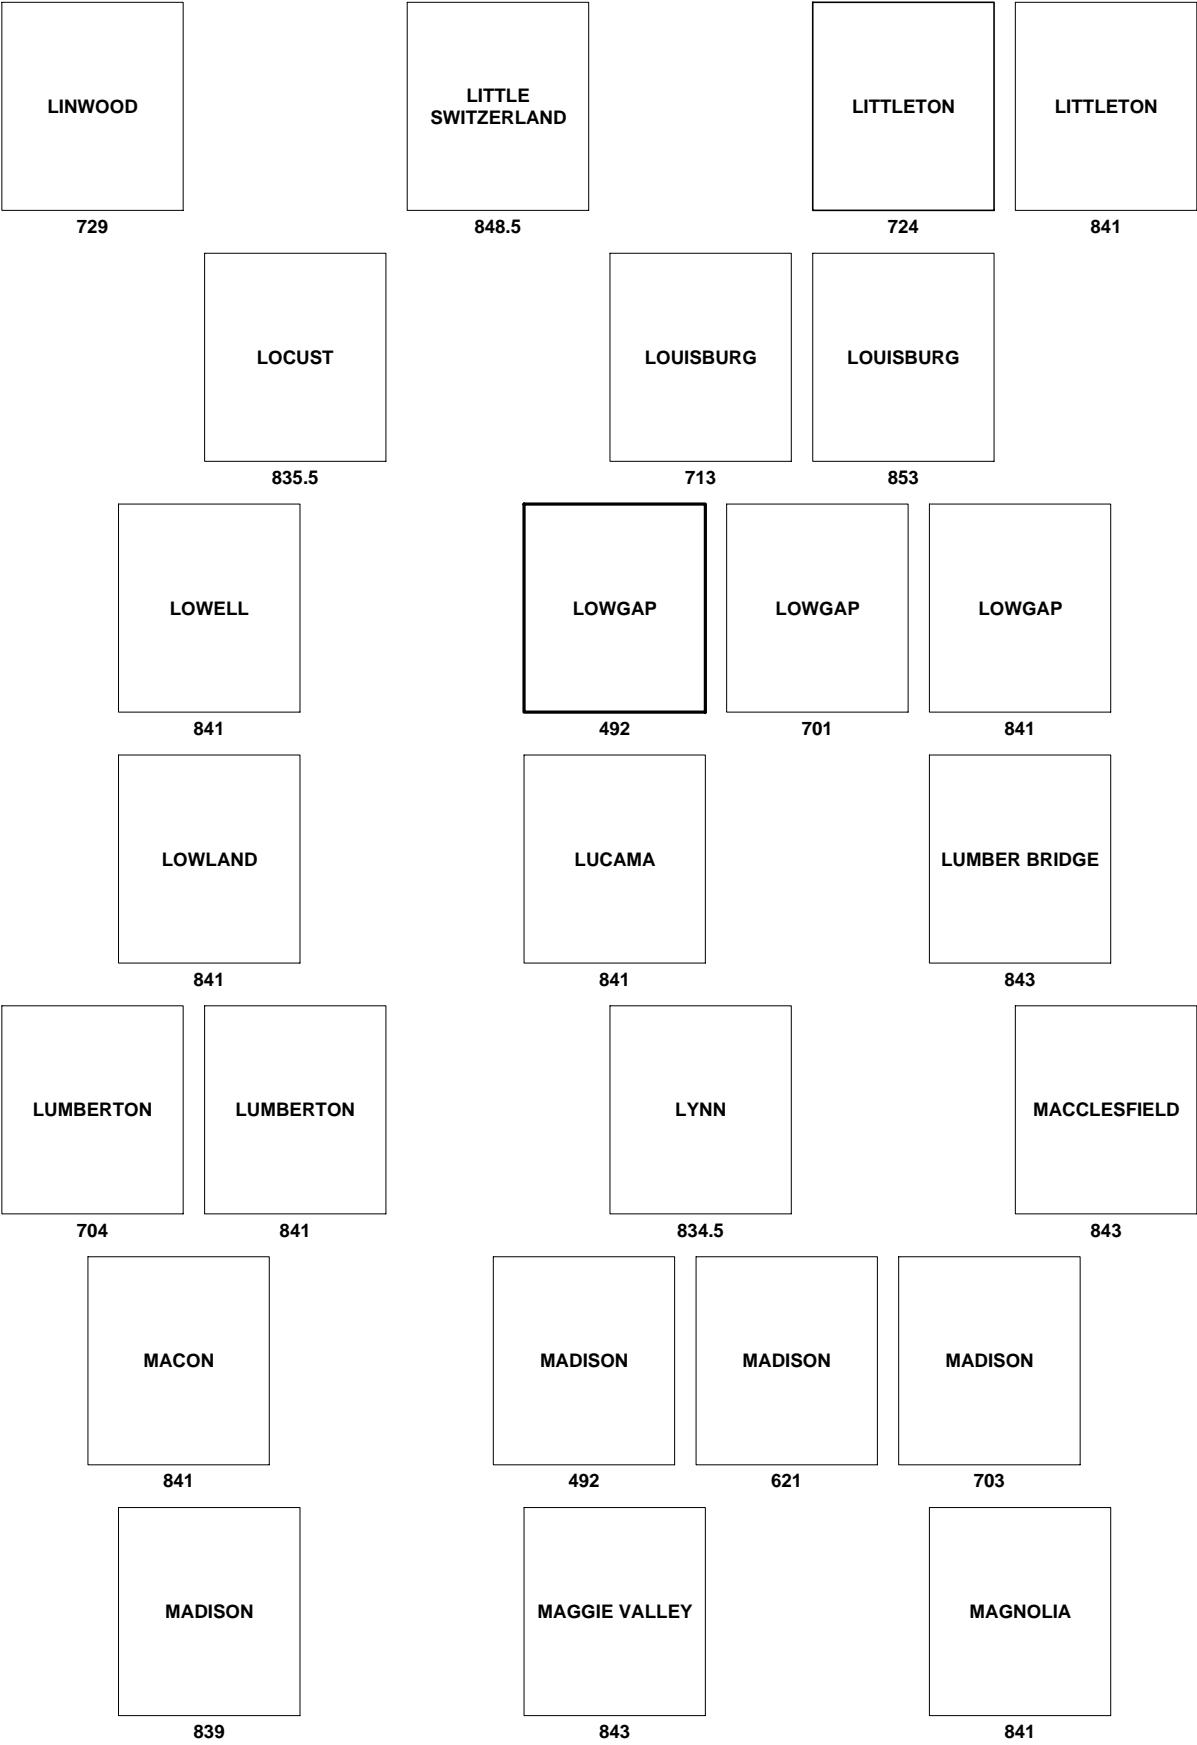 LINWOOD
729
LITTLE
SWITZERLAND
848.5
LITTLETON
724
LITTLETON
841
LOCUST
835.5
LOUISBURG
713
LOUISBURG
853
LOWELL
841
LOWGAP
492
LOWGAP
701
LOWGAP
841
LOWLAND
841
LUCAMA
841
LUMBER BRIDGE
843
LUMBERTON
704
LUMBERTON
841
LYNN
834.5
MACCLESFIELD
843
MACON
841
MADISON
492
MADISON
621
MADISON
703
MADISON
839
MAGGIE VALLEY
843
MAGNOLIA
841